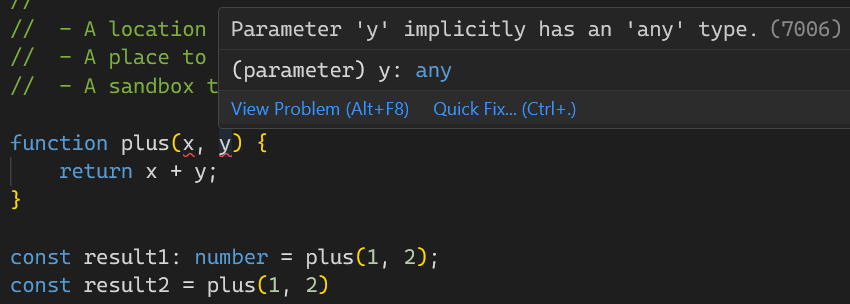 //
// - A location
Parameter 'y' implicitly has an 'any' type. (7006)
// - A place to
(parameter) y: any
// - A sandbox t
View Problem (Alt+F8) Quick Fix... (Ctrl+.)
function plus(x, y) {
return x + y;
}
const result1: number = plus(1, 2);
const result2 = plus(1, 2)